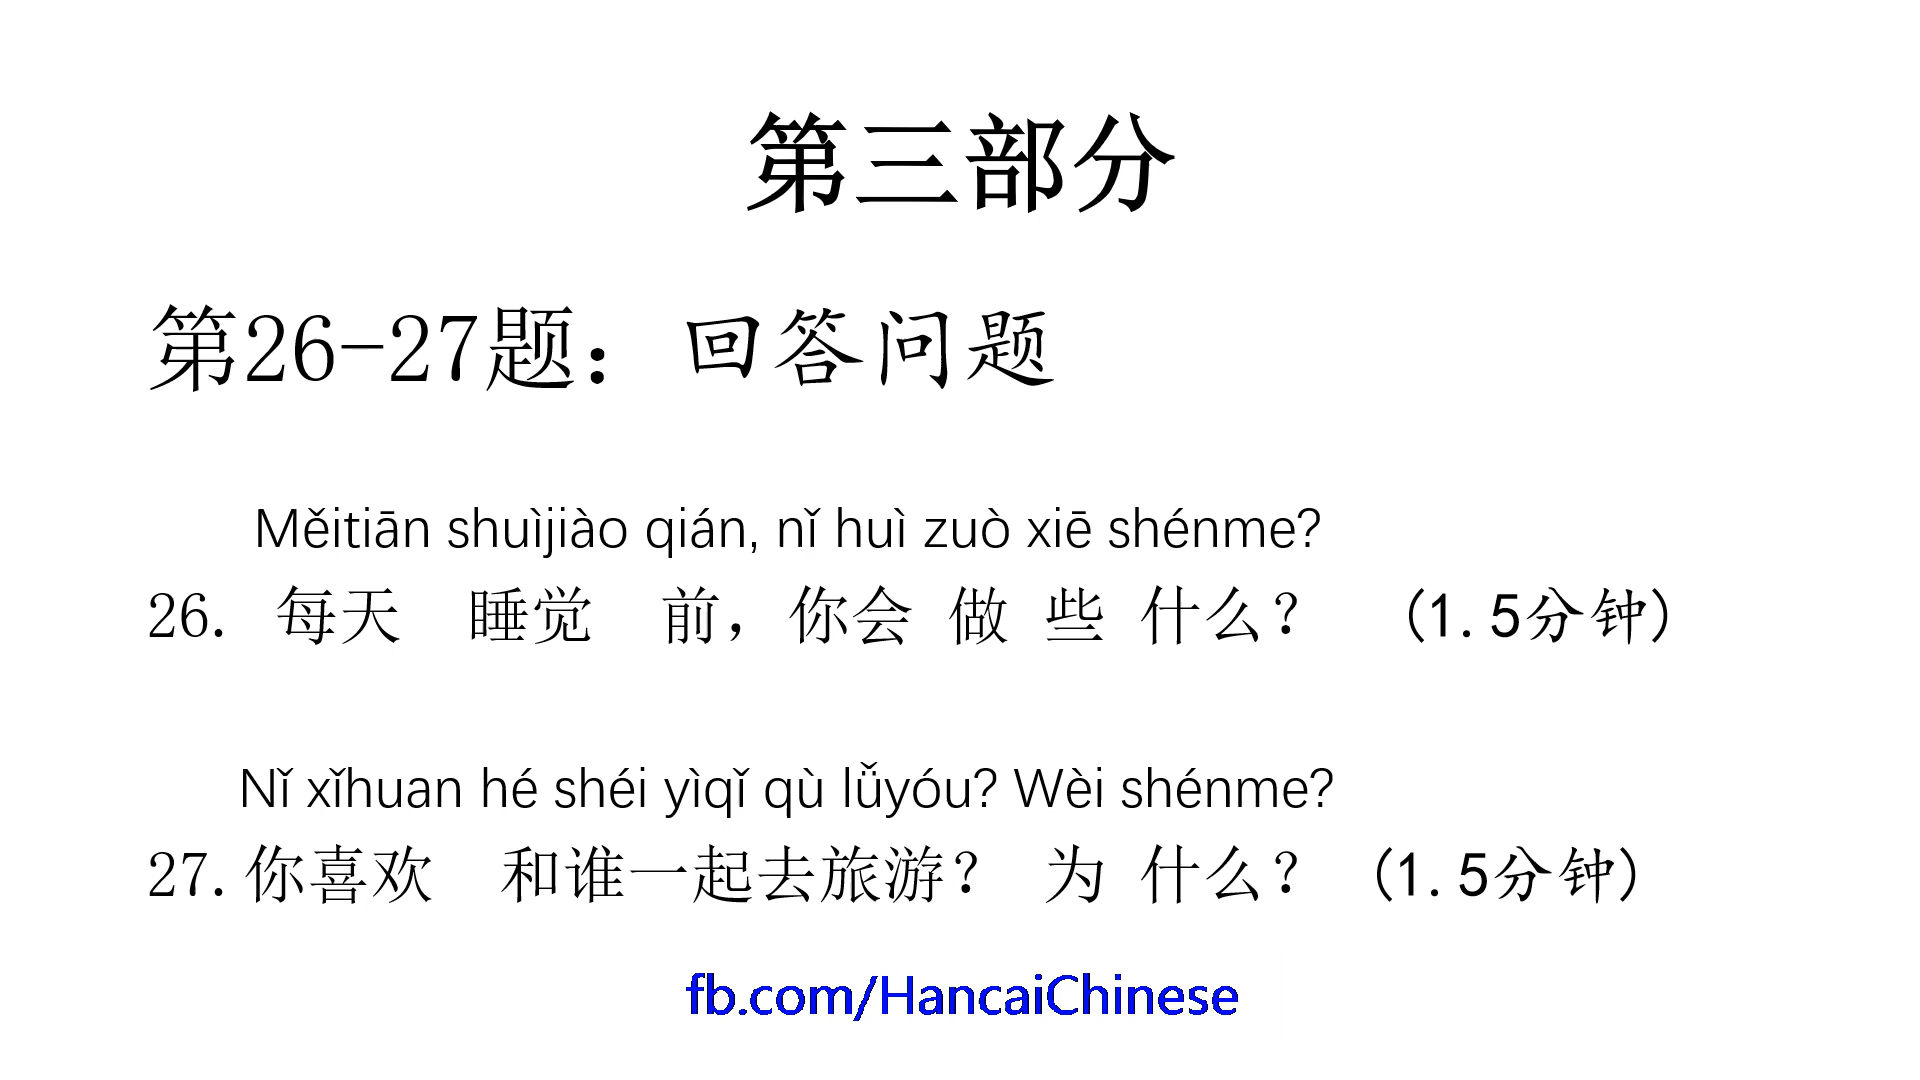 第三部分
第26-27题：回答问题
Měitiān shuìjiào qián, nǐ huì zuò xiē shénme?
26. 每天 睡觉 前，你会 做 些 什么？ (1.5分钟)
Nǐ xǐhuan hé shéi yìqǐ qù lǚyóu? Wèi shénme?
27.你喜欢 和谁一起去旅游？ 为 什么？ (1.5分钟)
fb.com/HancaiChinese